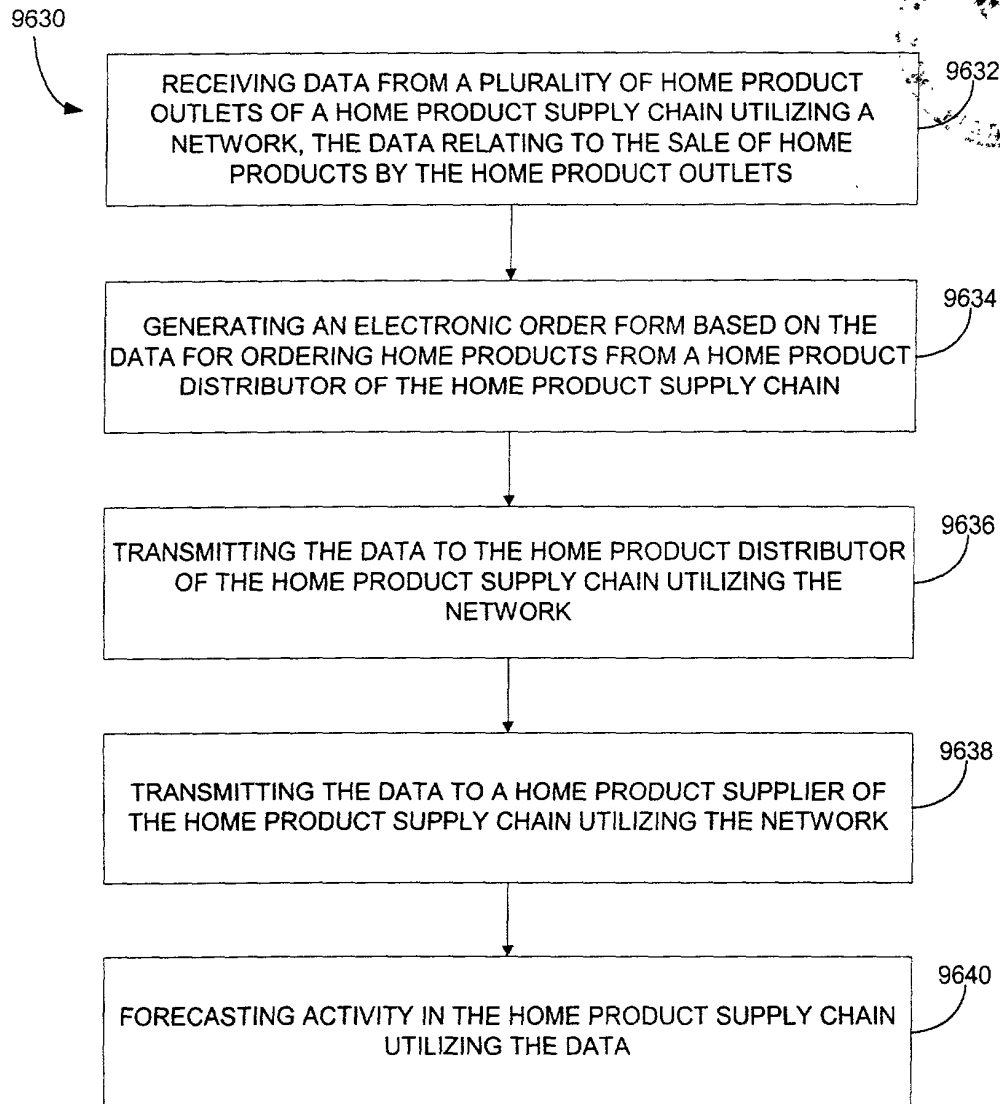 9630
RECEIVING DATA FROM A PLURALITY OF HOME PRODUCT
OUTLETS OF A HOME PRODUCT SUPPLY CHAIN UTILIZING A
NETWORK, THE DATA RELATING TO THE SALE OF HOME
PRODUCTS BY THE HOME PRODUCT OUTLETS
9632
GENERATING AN ELECTRONIC ORDER FORM BASED ON THE
DATA FOR ORDERING HOME PRODUCTS FROM A HOME PRODUCT
DISTRIBUTOR OF THE HOME PRODUCT SUPPLY CHAIN
9634
TRANSMITTING THE DATA TO THE HOME PRODUCT DISTRIBUTOR
OF THE HOME PRODUCT SUPPLY CHAIN UTILIZING THE
NETWORK
9636
TRANSMITTING THE DATA TO A HOME PRODUCT SUPPLIER OF
THE HOME PRODUCT SUPPLY CHAIN UTILIZING THE NETWORK
9638
FORECASTING ACTIVITY IN THE HOME PRODUCT SUPPLY CHAIN
UTILIZING THE DATA
9640